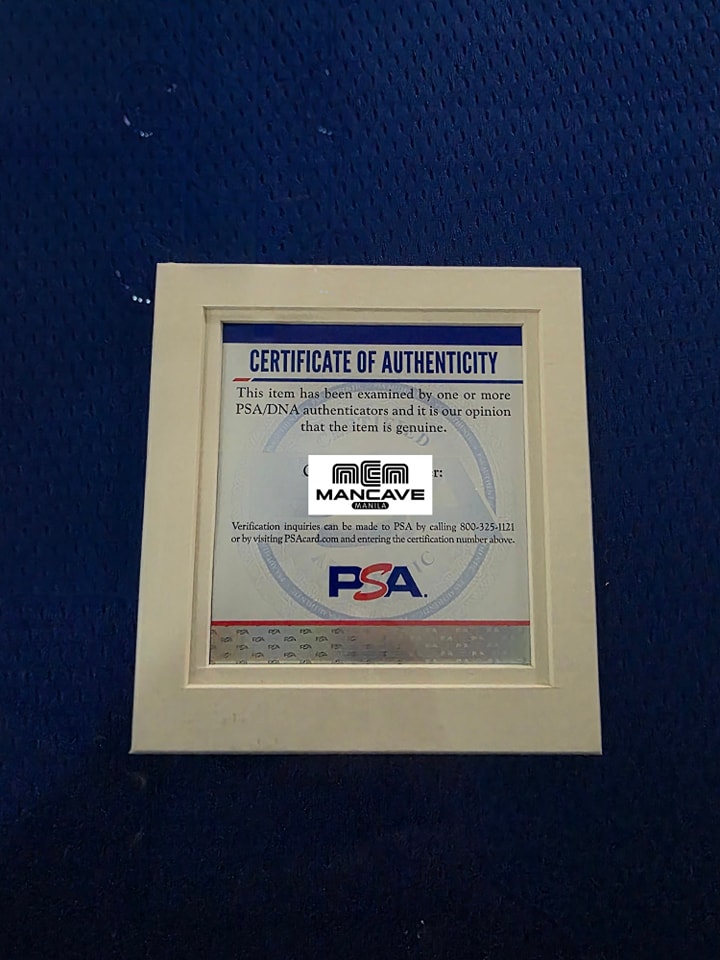 CERTIFICATE OF AUTHENTICITY
This item has been examined by one or more
PSA/DNA authenticators and it is our opinion
that the item is genuine.
MANCAVE
MANILA
Verification inquiries can be made to PSA by calling 800-325-1121
or by visiting PSAcard.com and entering the certification number above.
PSA.